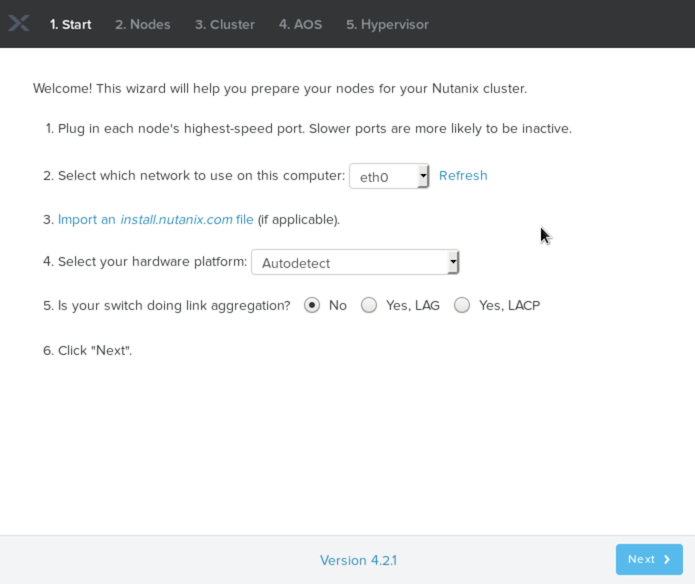 1. Start 2. Nodes 3. Cluster 4. AOS 5. Hypervisor
Welcome! This wizard will help you prepare your nodes for your Nutanix cluster.
1. Plug in each node's highest-speed port. Slower ports are more likely to be inactive.
2. Select which network to use on this computer: eth0 Refresh
3. Import an install.nutanix.com file (if applicable).
4. Select your hardware platform: Autodetect
5. Is your switch doing link aggregation? No Yes, LAG Yes, LACP
6. Click "Next".
Version 4.2.1 Next